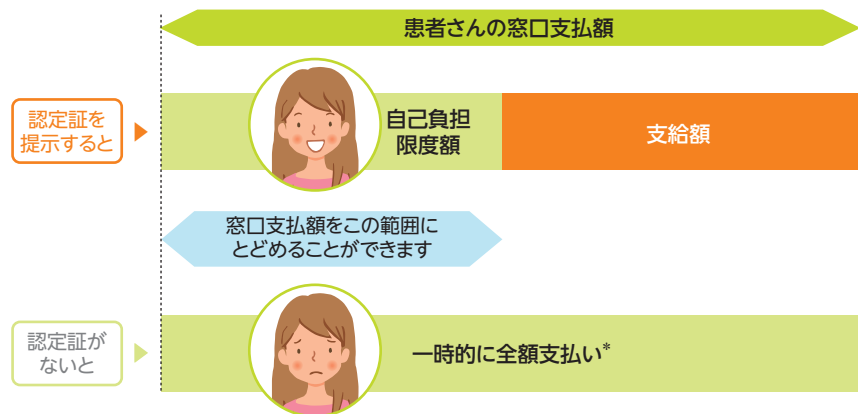 患者さんの窓口支払額
認定証を
提示すると
自己負担
限度額
支給額
窓口支払額をこの範囲に
とどめることができます
認定証が
ないと
一時的に全額支払い*